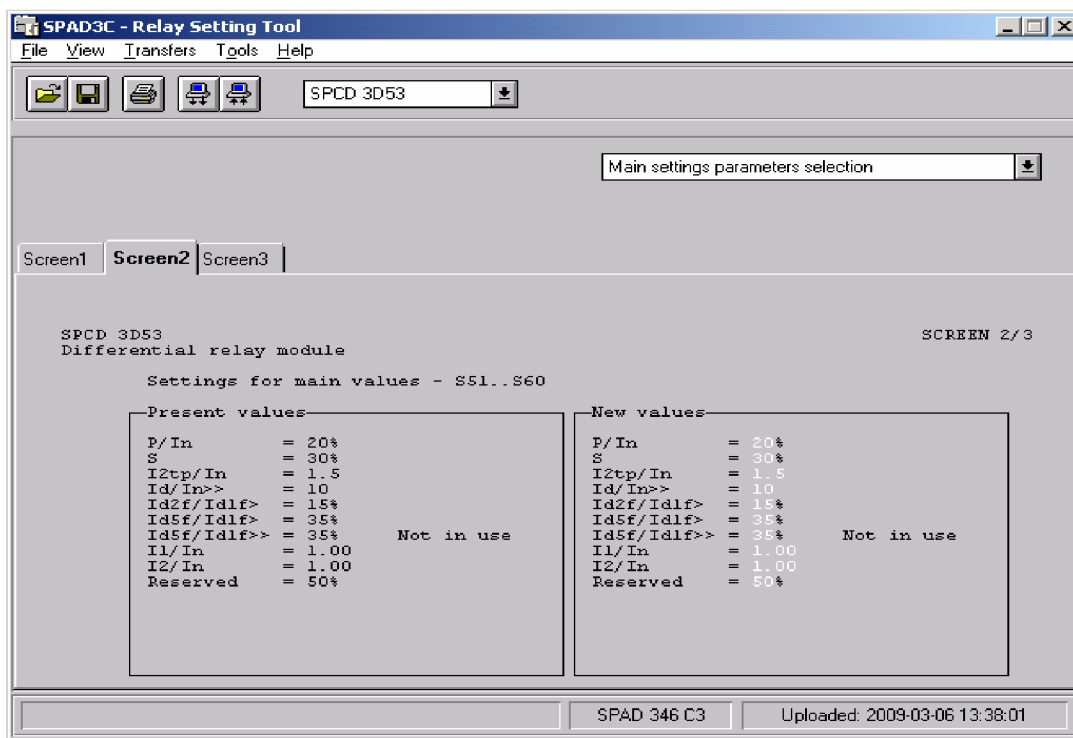 SPAD3C - Relay Setting Tool
File View Transfers Tools Help
SPCD 3D53
Main settings parameters selection
Screen1 Screen2 Screen3
SPCD 3D53 SCREEN 2/3
Differential relay module
Settings for main values - S51..S60
Present values
P/In = 20%
S = 30%
I2tp/In = 1.5
Id/In>> = 10
Id2f/Id1f> = 15%
Id5f/Id1f> = 35%
Id5f/Id1f>> = 35% Not in use
I1/In = 1.00
I2/In = 1.00
Reserved = 50%
New values
P/In = 20%
S = 30%
I2tp/In = 1.5
Id/In>> = 10
Id2f/Id1f> = 15%
Id5f/Id1f> = 35%
Id5f/Id1f>> = 35% Not in use
I1/In = 1.00
I2/In = 1.00
Reserved = 50%
SPAD 346 C3 Uploaded: 2009-03-06 13:38:01